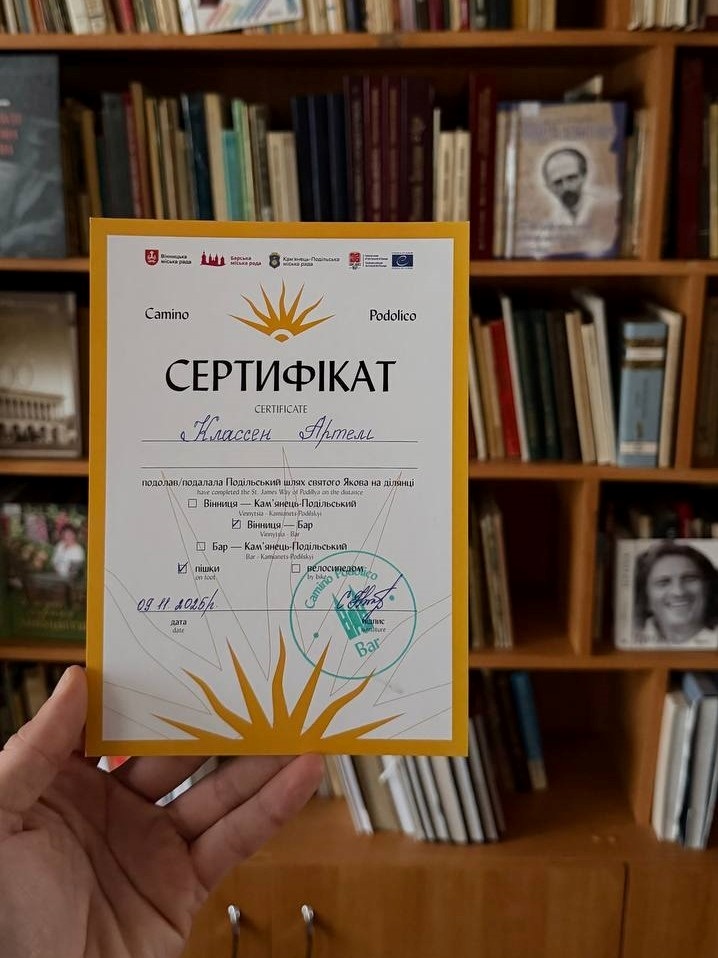 Вінницька
міська рада
Барська
міська рада
Кам'янець-Подільська
міська рада
Camino Podolico
СЕРТИФІКАТ
CERTIFICATE
Классен Артем
подолав/подалала Подільський шлях святого Якова на ділянці
have completed the St. James Way of Podillya on the distance
☐ Вінниця — Кам'янець-Подільський
Vinnytsia - Kamianets-Podilskyi
☑ Вінниця — Бар
Vinnytsia - Bar
☐ Бар — Кам'янець-Подільський
Bar - Kamianets-Podilskyi
☑ пішки ☐ велосипедом
on foot by bike
09.11.2025р.
дата підпис
date signature
Camino Podolico
Bar